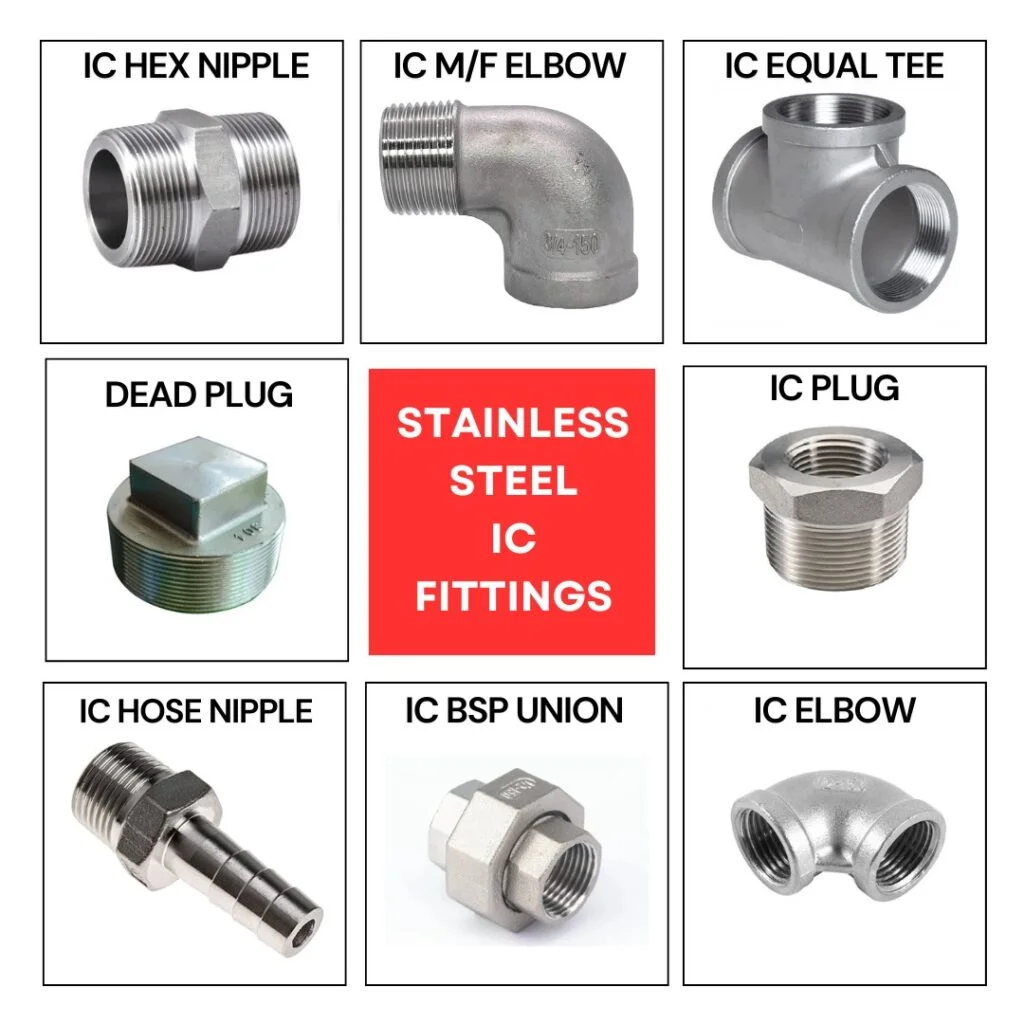 IC HEX NIPPLE
IC M/F ELBOW
IC EQUAL TEE
3/4-150
DEAD PLUG
STAINLESS
STEEL
IC
FITTINGS
IC PLUG
IC HOSE NIPPLE
IC BSP UNION
IC ELBOW